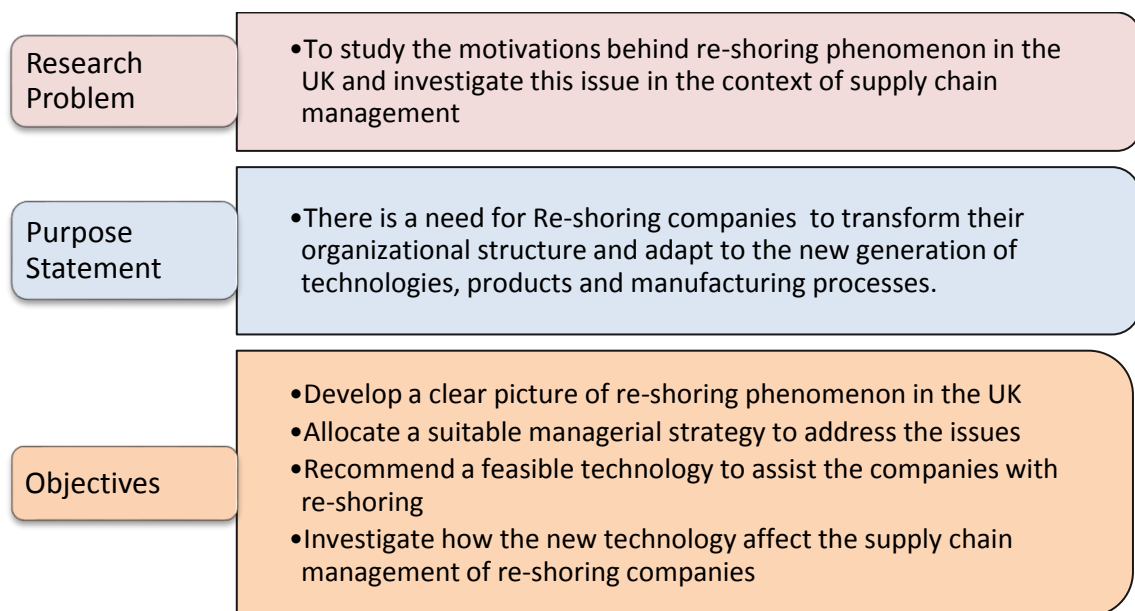 Research
Problem
•To study the motivations behind re-shoring phenomenon in the
UK and investigate this issue in the context of supply chain
management
Purpose
Statement
•There is a need for Re-shoring companies  to transform their
organizational structure and adapt to the new generation of
technologies, products and manufacturing processes.
Objectives
•Develop a clear picture of re-shoring phenomenon in the UK
•Allocate a suitable managerial strategy to address the issues
•Recommend a feasible technology to assist the companies with
re-shoring
•Investigate how the new technology affect the supply chain
management of re-shoring companies